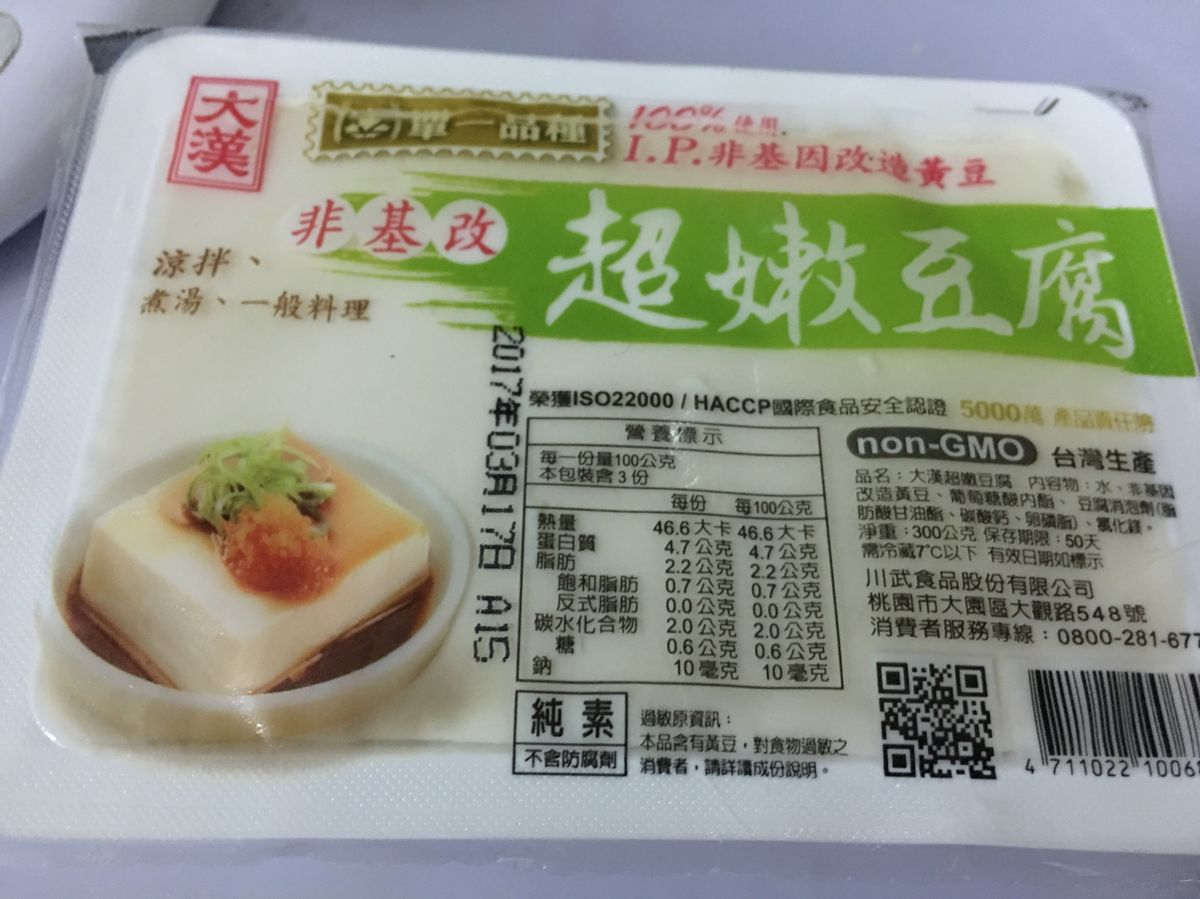 大漢
單一品種
100% 使用
I.P.非基因改造黃豆
非基改
超嫩豆腐
涼拌、
煮湯、一般料理
2017年03月17日 A15
榮獲ISO22000 / HACCP國際食品安全認證 5000萬 產品責任險
營養標示
每一份量100公克
本包裝含 3 份
每份 每100公克
熱量 46.6 大卡 46.6 大卡
蛋白質 4.7 公克 4.7 公克
脂肪 2.2 公克 2.2 公克
飽和脂肪 0.7 公克 0.7 公克
反式脂肪 0.0 公克 0.0 公克
碳水化合物 2.0 公克 2.0 公克
糖 0.6 公克 0.6 公克
鈉 10 毫克 10 毫克
non-GMO 台灣生產
品名：大漢超嫩豆腐 內容物：水、非基因
改造黃豆、葡萄糖酸內酯、豆腐消泡劑(脂
肪酸甘油酯、碳酸鈣、卵磷脂)、氯化鎂。
淨重：300公克 保存期限：50天
需冷藏7°C以下 有效日期如標示
川武食品股份有限公司
桃園市大園區大觀路548號
消費者服務專線：0800-281-677
純素
不含防腐劑
過敏原資訊：
本品含有黃豆，對食物過敏之
消費者，請詳讀成份說明。
4 711022 10061